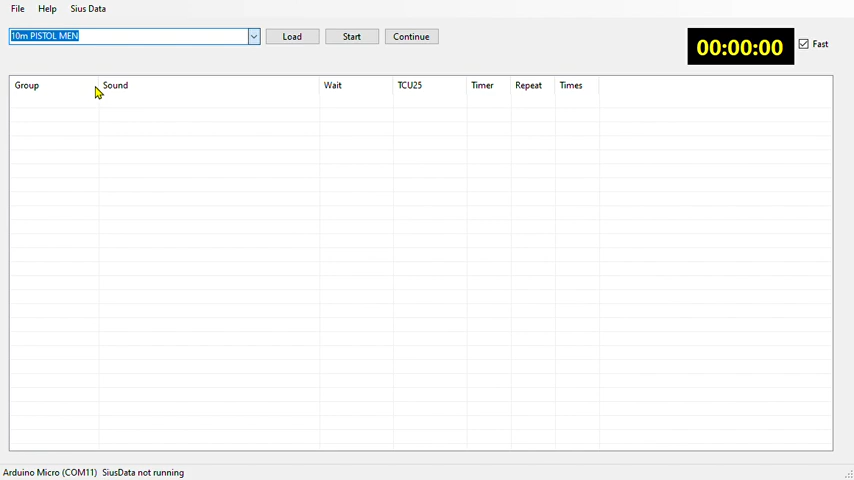 File Help Sius Data
10m PISTOL MEN Load Start Continue 00:00:00 Fast
Group Sound Wait TCU25 Timer Repeat Times
Arduino Micro (COM11) SiusData not running